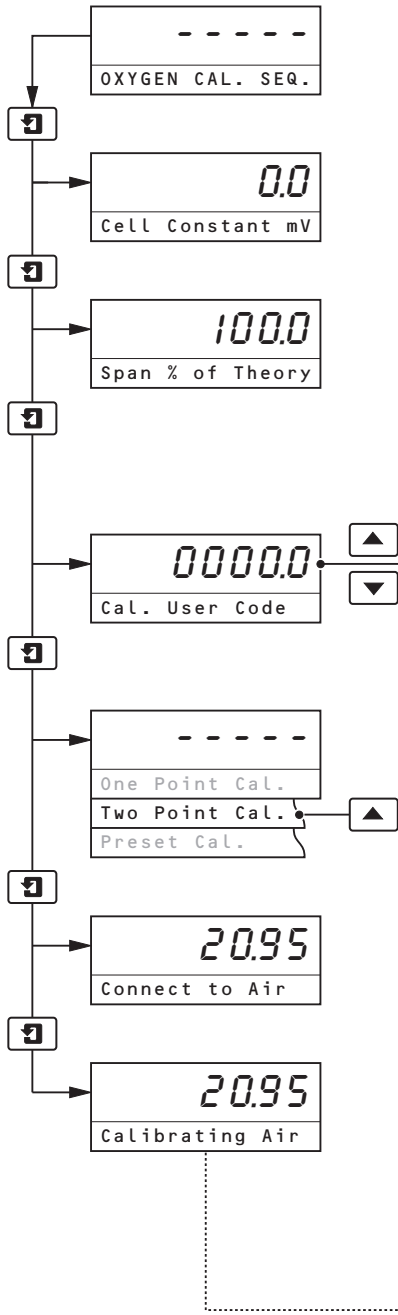 - - - - -
OXYGEN CAL. SEQ.
0.0
Cell Constant mV
100.0
Span % of Theory
0000.0
Cal. User Code
- - - - -
One Point Cal.
Two Point Cal.
Preset Cal.
20.95
Connect to Air
20.95
Calibrating Air